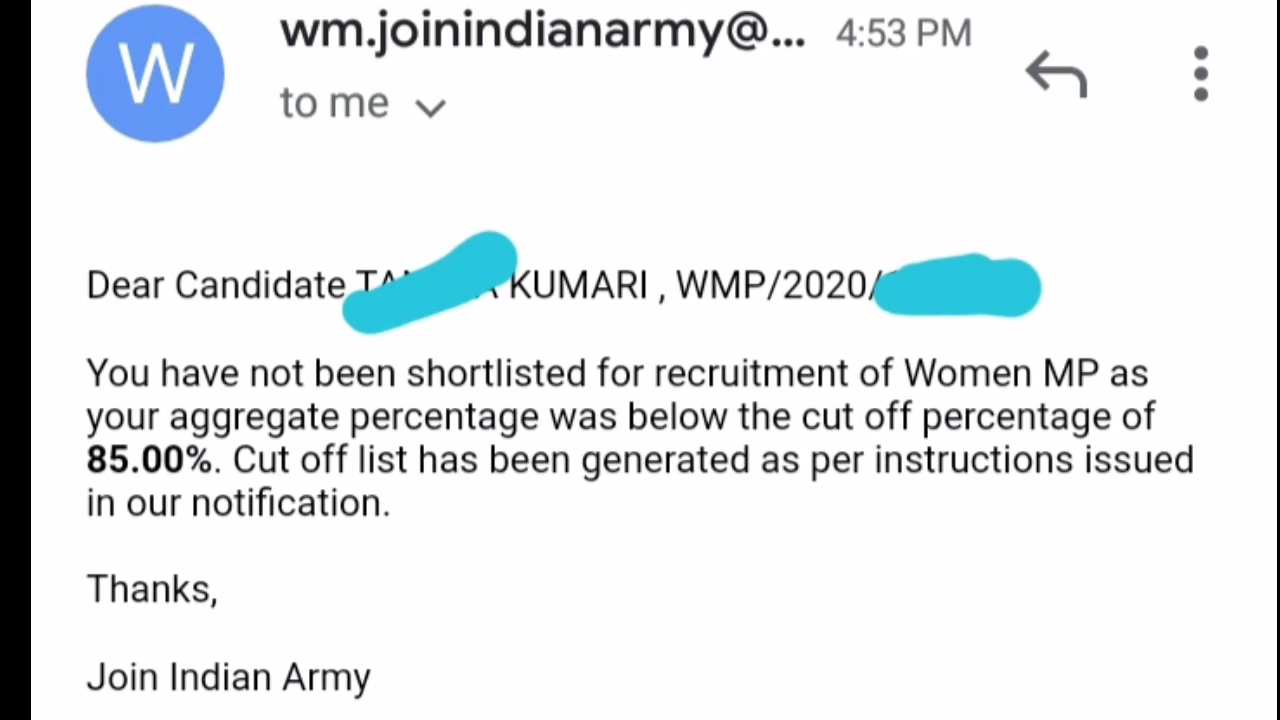 W
wm.joinindianarmy@... 4:53 PM
to me
Dear Candidate KUMARI , WMP/2020/
You have not been shortlisted for recruitment of Women MP as
your aggregate percentage was below the cut off percentage of
85.00%. Cut off list has been generated as per instructions issued
in our notification.
Thanks,
Join Indian Army